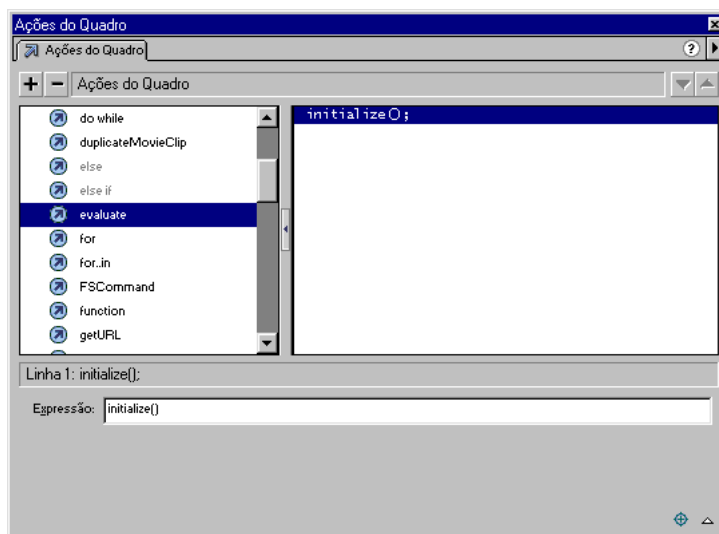 Ações do Quadro
Ações do Quadro
Ações do Quadro
do while
duplicateMovieClip
else
else if
evaluate
for
for..in
FSCommand
function
getURL
initialize();
Linha 1: initialize();
Expressão: initialize()